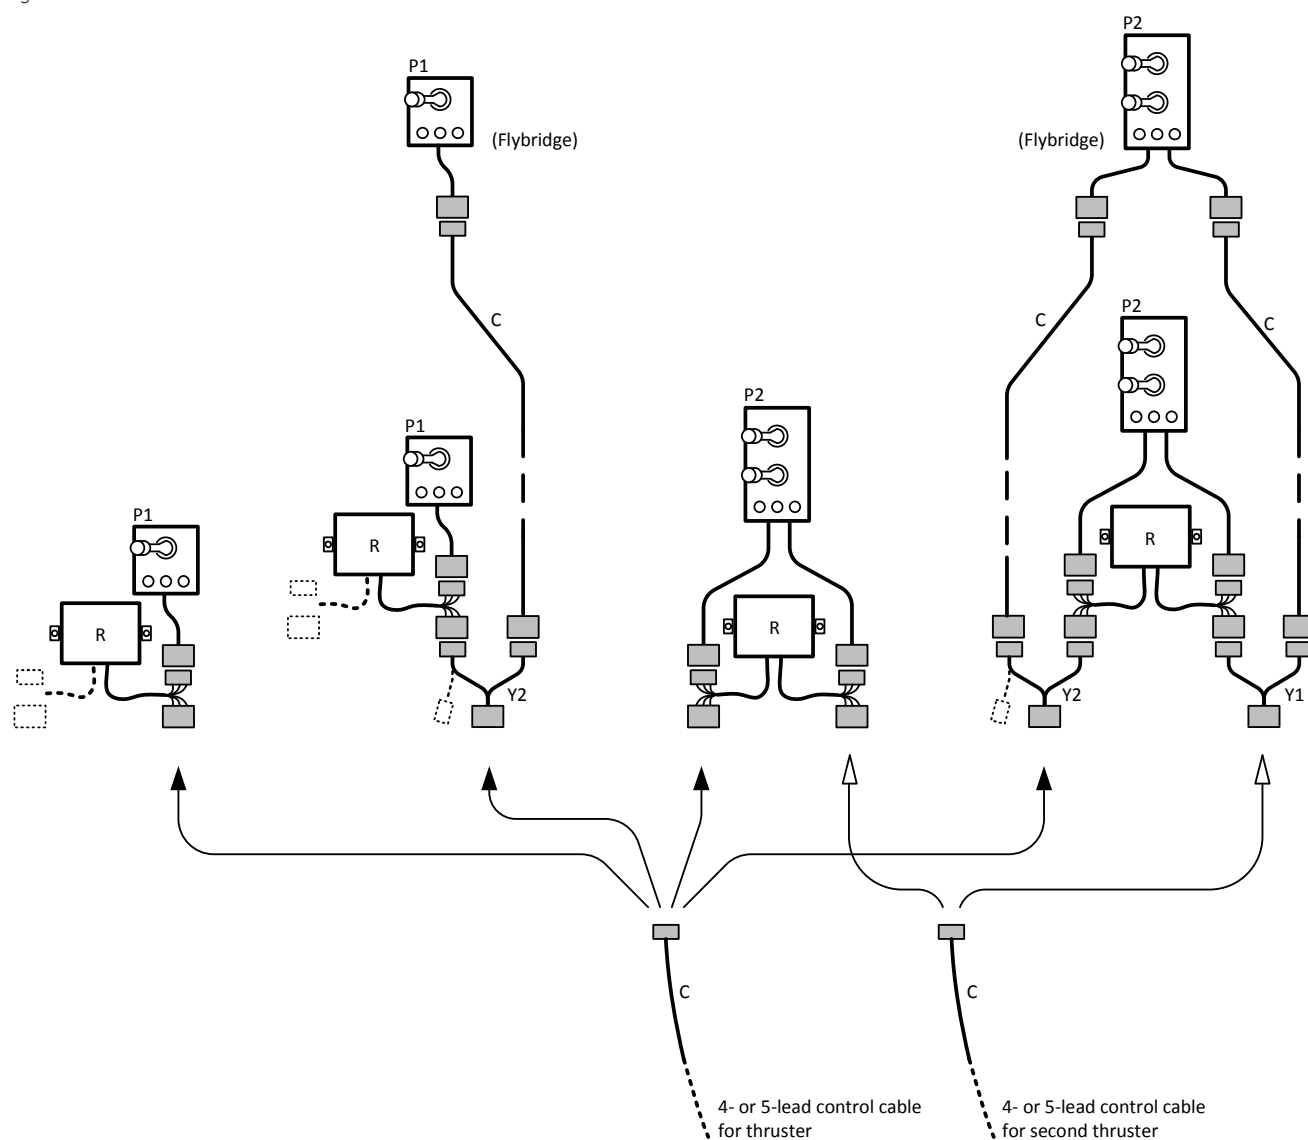 P2
P1
(Flybridge)
(Flybridge)
C
C
C
P2
P2
P1
P1
R
R
R
R
Y2
Y2
Y1
C
C
4- or 5-lead control cable
for thruster
4- or 5-lead control cable
for second thruster